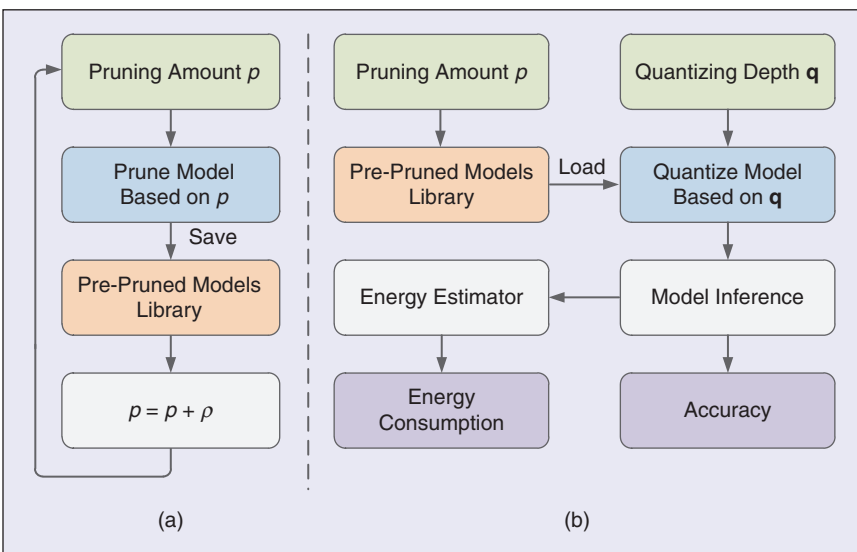 Pruning Amount p
Prune Model
Based on p
Save
Pre-Pruned Models
Library
p = p + ρ
(a)
Pruning Amount p
Quantizing Depth q
Pre-Pruned Models
Library
Load
Quantize Model
Based on q
Energy Estimator
Model Inference
Energy
Consumption
Accuracy
(b)